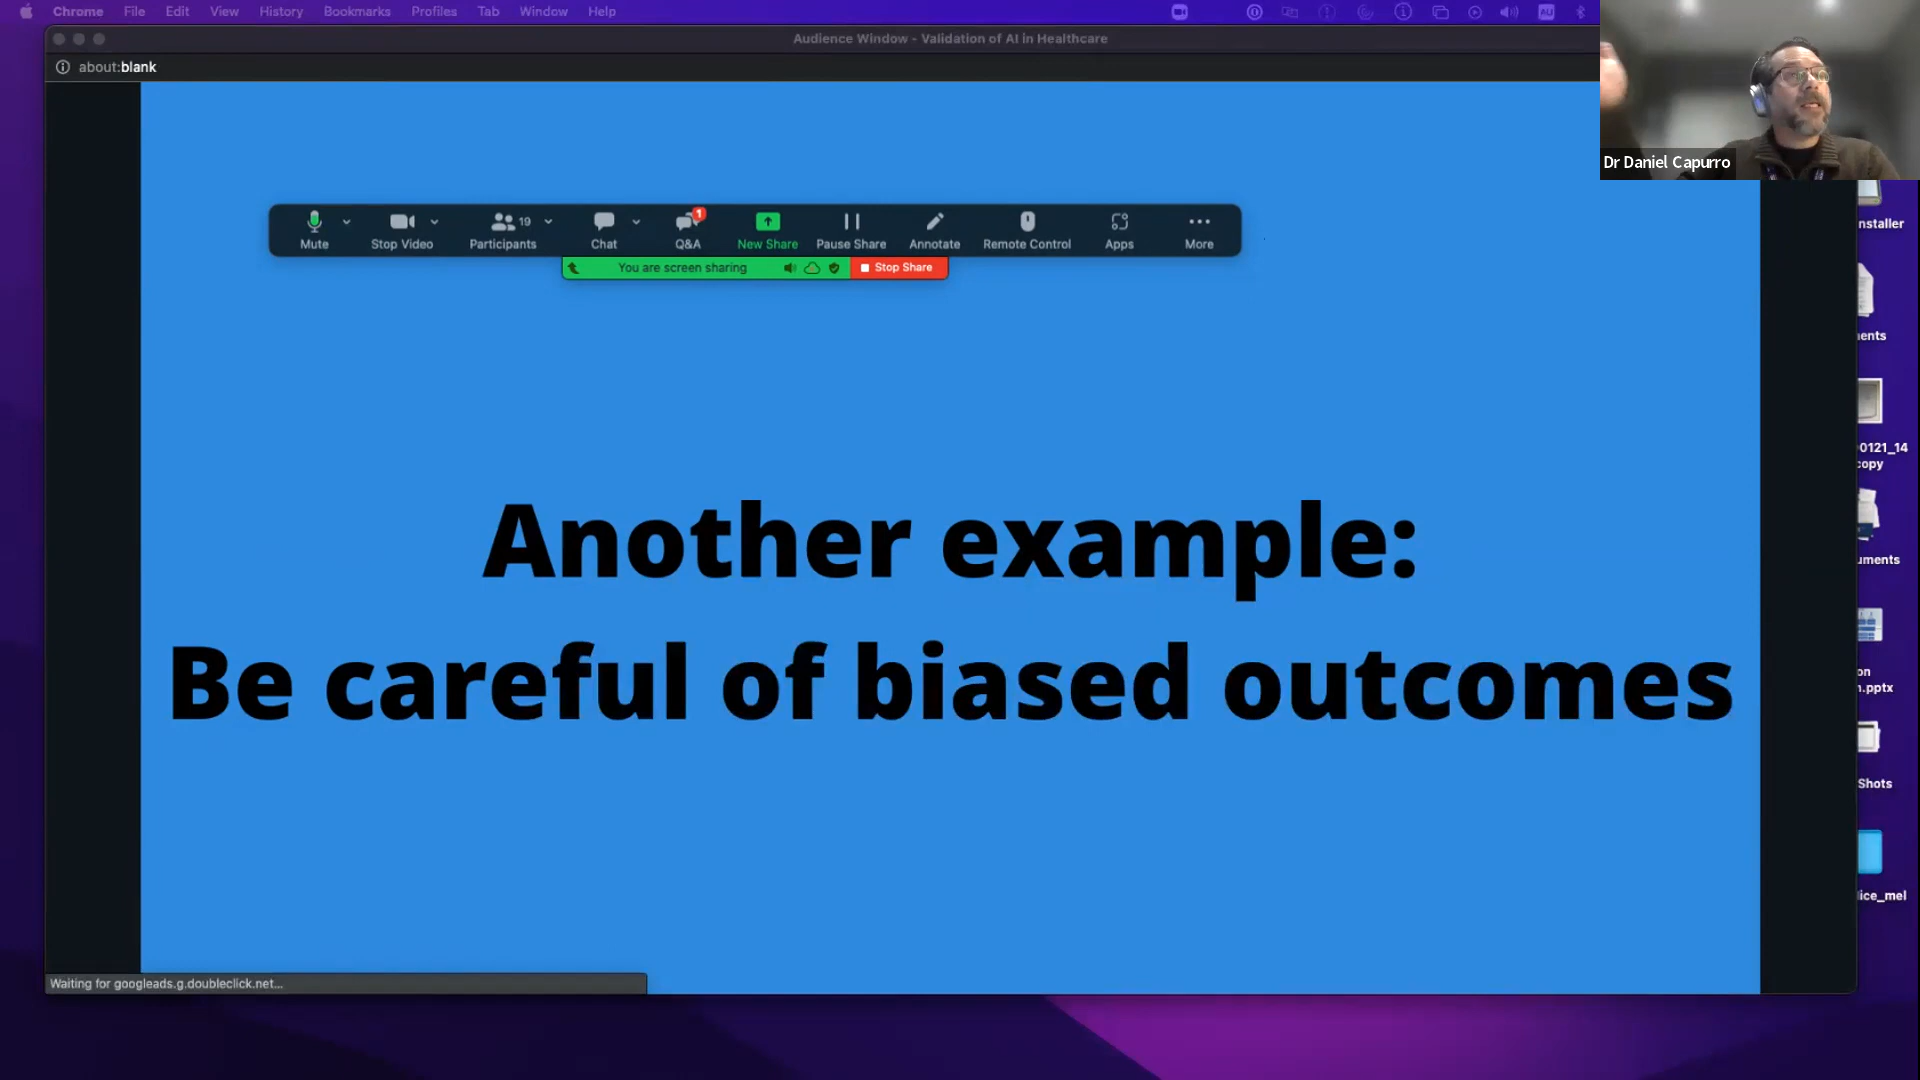 Chrome File Edit View History Bookmarks Profiles Tab Window Help
Audience Window - Validation of AI in Healthcare
about:blank
Dr Daniel Capurro
Mute Stop Video Participants 19 Chat Q&A 1 New Share Pause Share Annotate Remote Control Apps More
You are screen sharing Stop Share
nstaller
ents
0121_14
copy
uments
on
n.pptx
Shots
lice_mel
Another example:
Be careful of biased outcomes
Waiting for googleads.g.doubleclick.net...